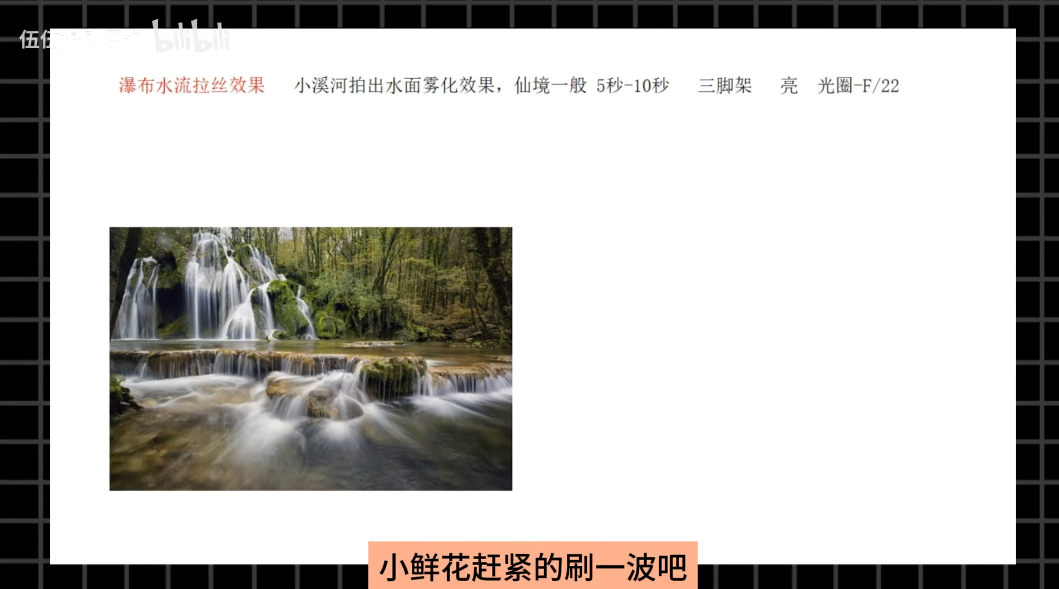 伍伍 bilibili
瀑布水流拉丝效果 小溪河拍出水面雾化效果，仙境一般 5秒-10秒 三脚架 亮 光圈-F/22
小鲜花赶紧的刷一波吧